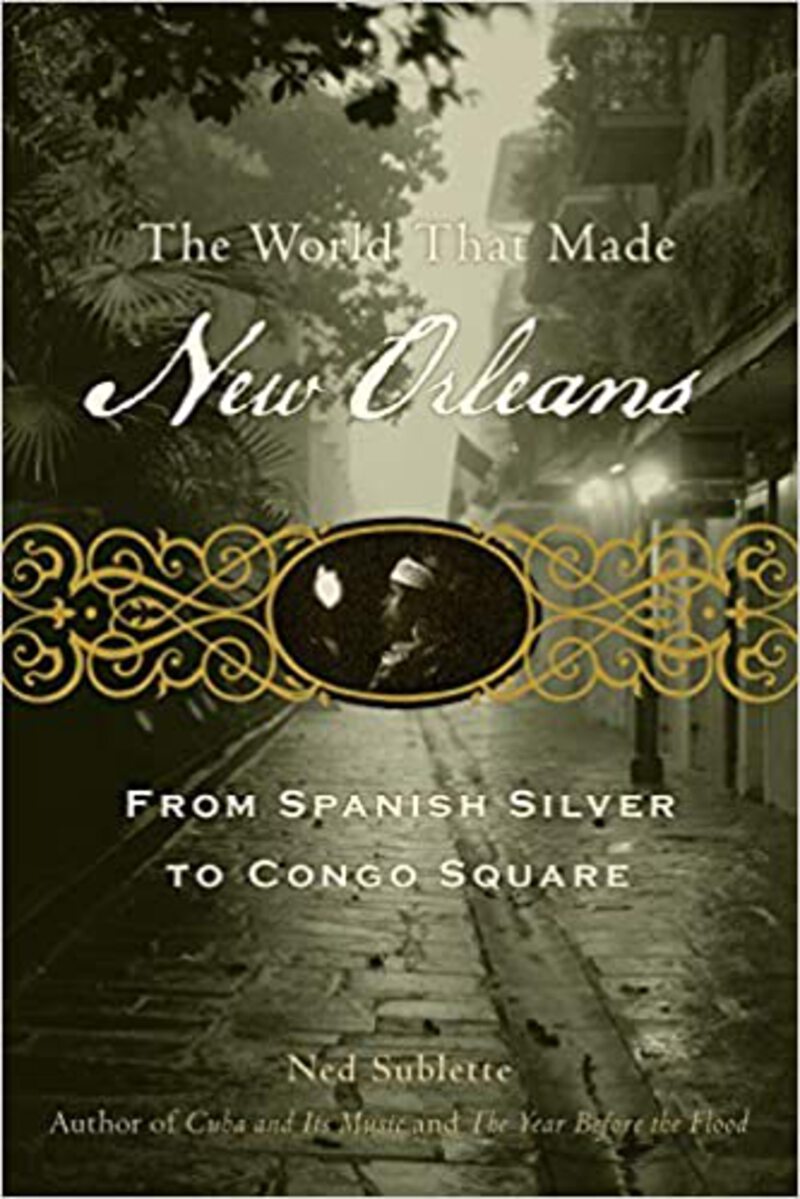 The World That Made
New Orleans
From Spanish Silver
to Congo Square
Ned Sublette
Author of Cuba and Its Music and The Year Before the Flood